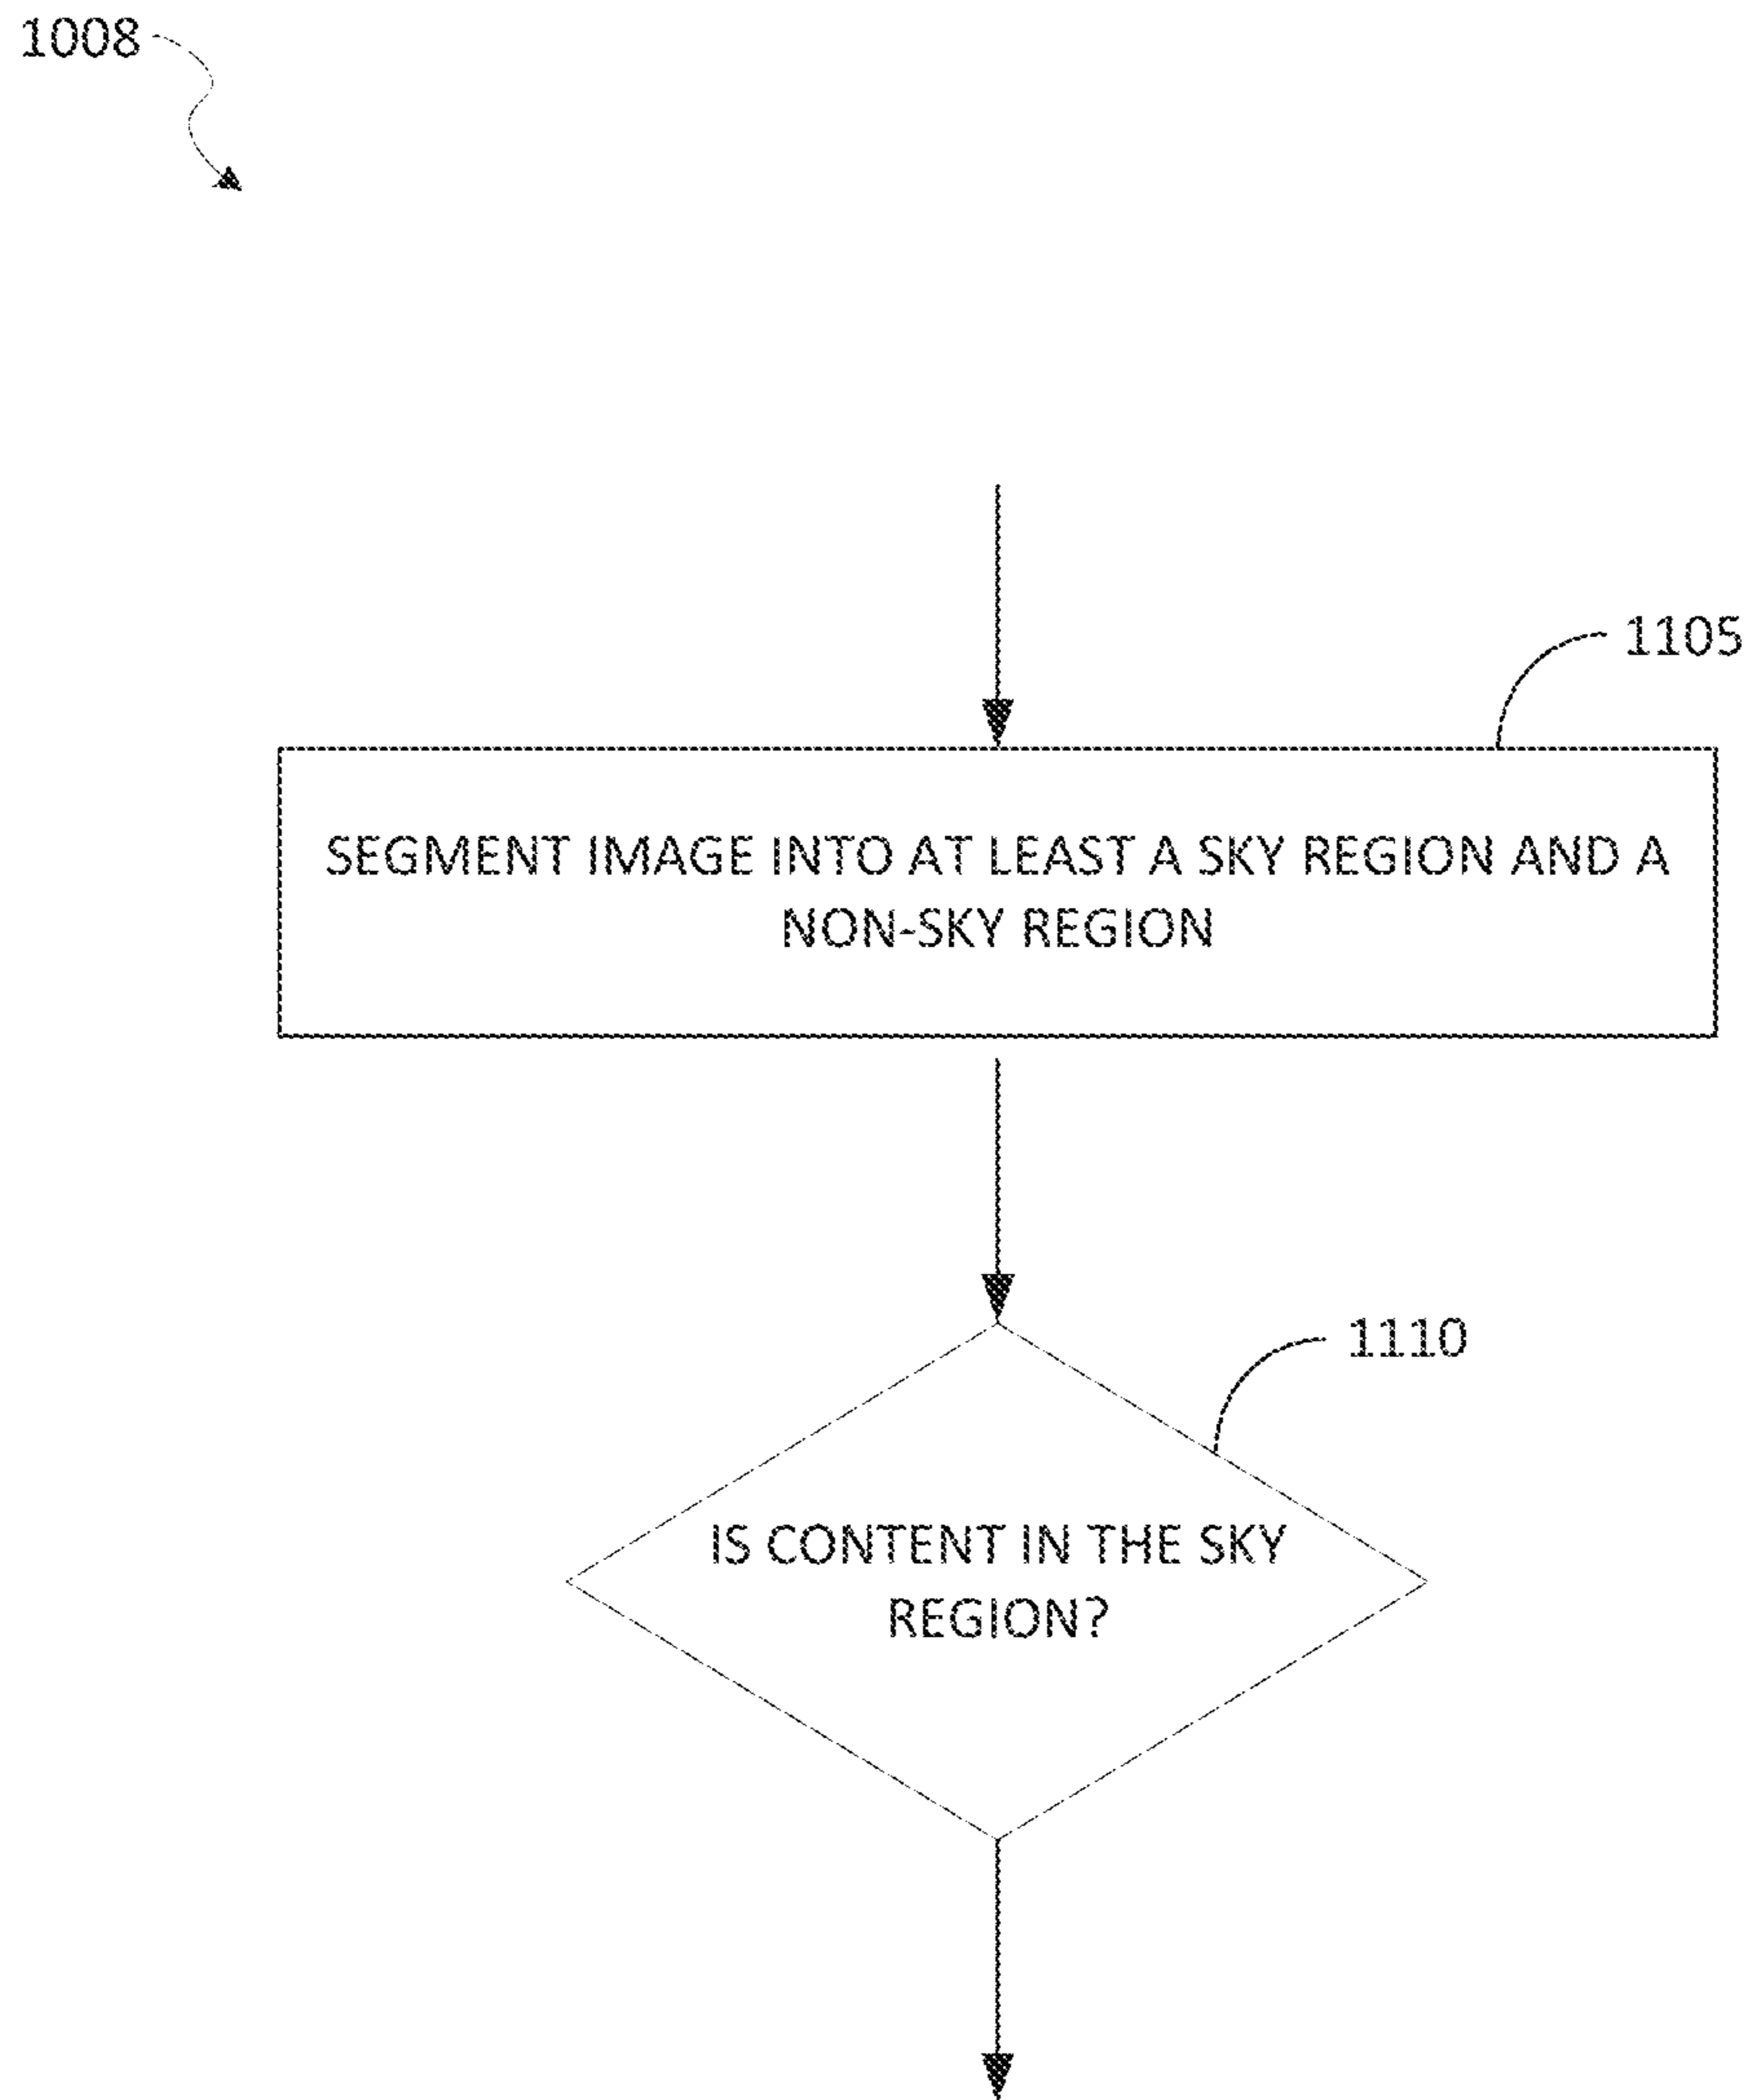 1008
1105
SEGMENT IMAGE INTO AT LEAST A SKY REGION AND A
NON-SKY REGION
1110
IS CONTENT IN THE SKY
REGION?